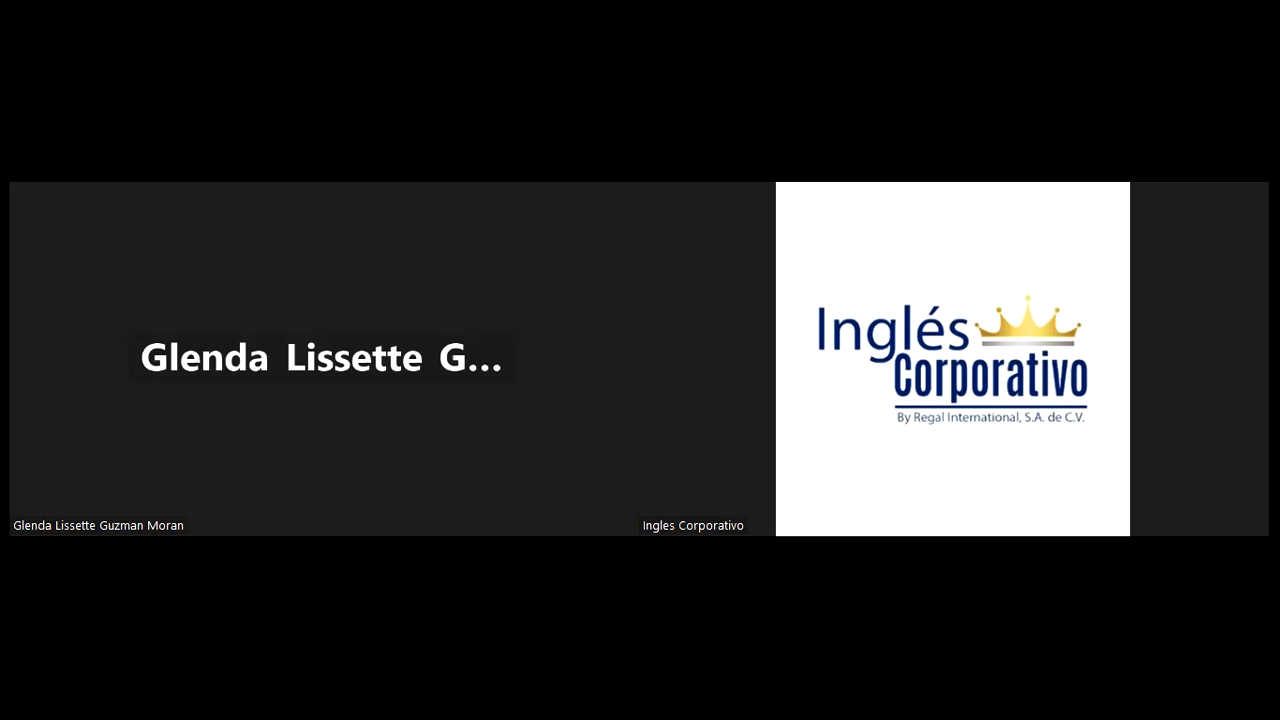 Glenda Lissette G...
Glenda Lissette Guzman Moran
Ingles Corporativo
Inglés
Corporativo
By Regal International, S.A. de C.V.